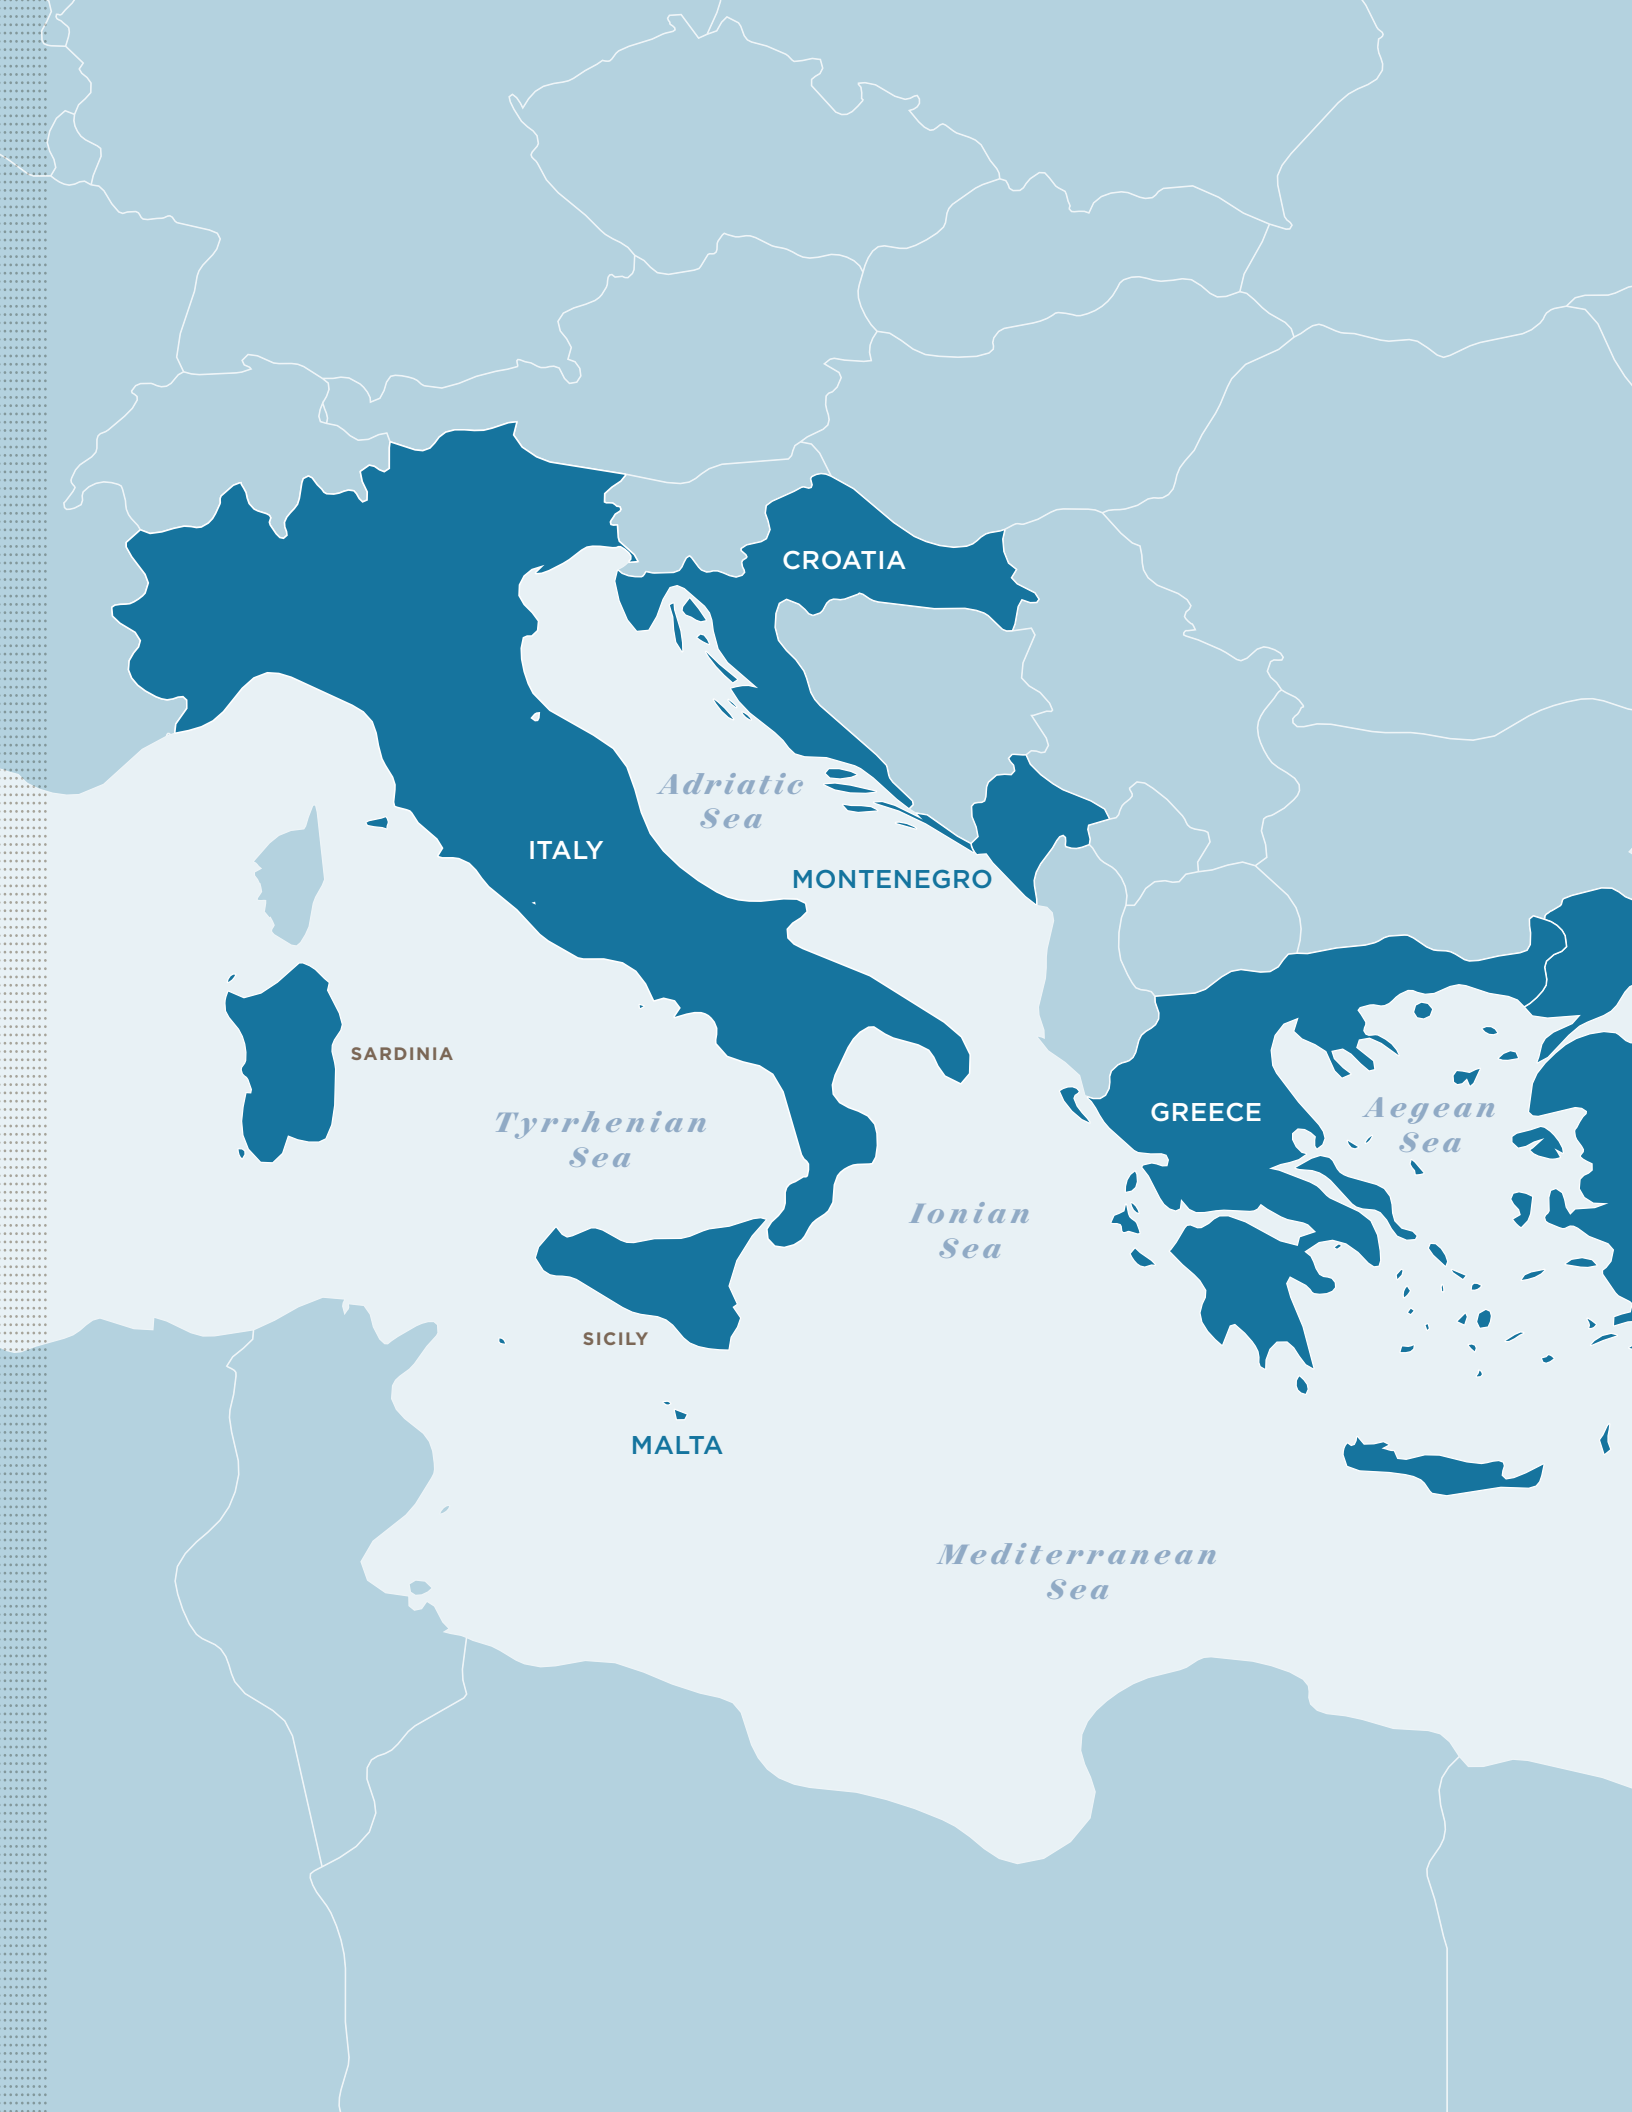 CROATIA
Adriatic
Sea
ITALY
MONTENEGRO
SARDINIA
Tyrrhenian
Sea
GREECE
Aegean
Sea
Ionian
Sea
SICILY
MALTA
Mediterranean
Sea